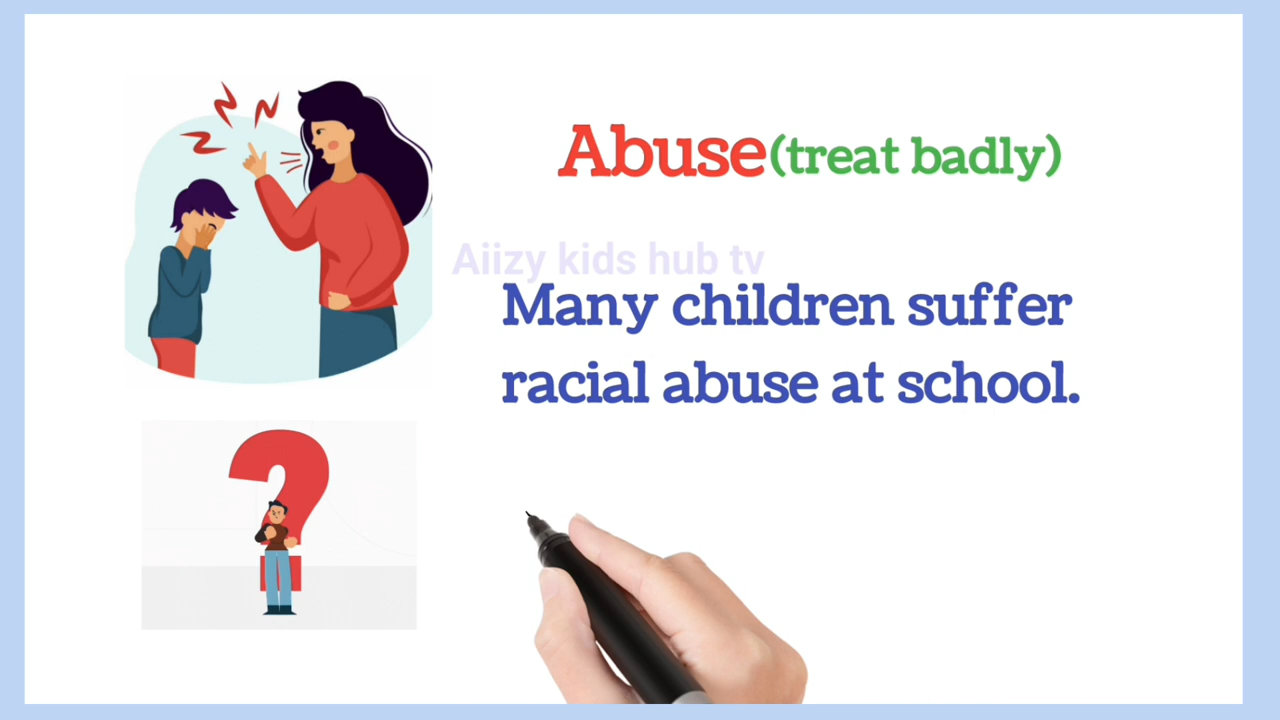 Abuse(treat badly)
Aiizy kids hub tv
Many children suffer
racial abuse at school.
?